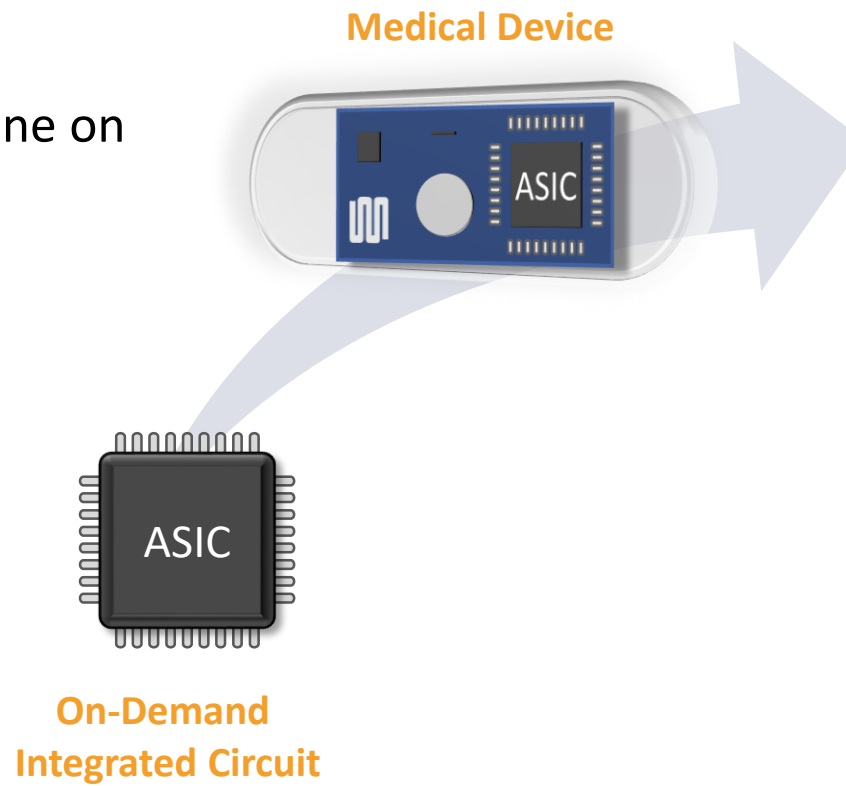 Medical Device
ne on
ASIC
ASIC
On-Demand
Integrated Circuit